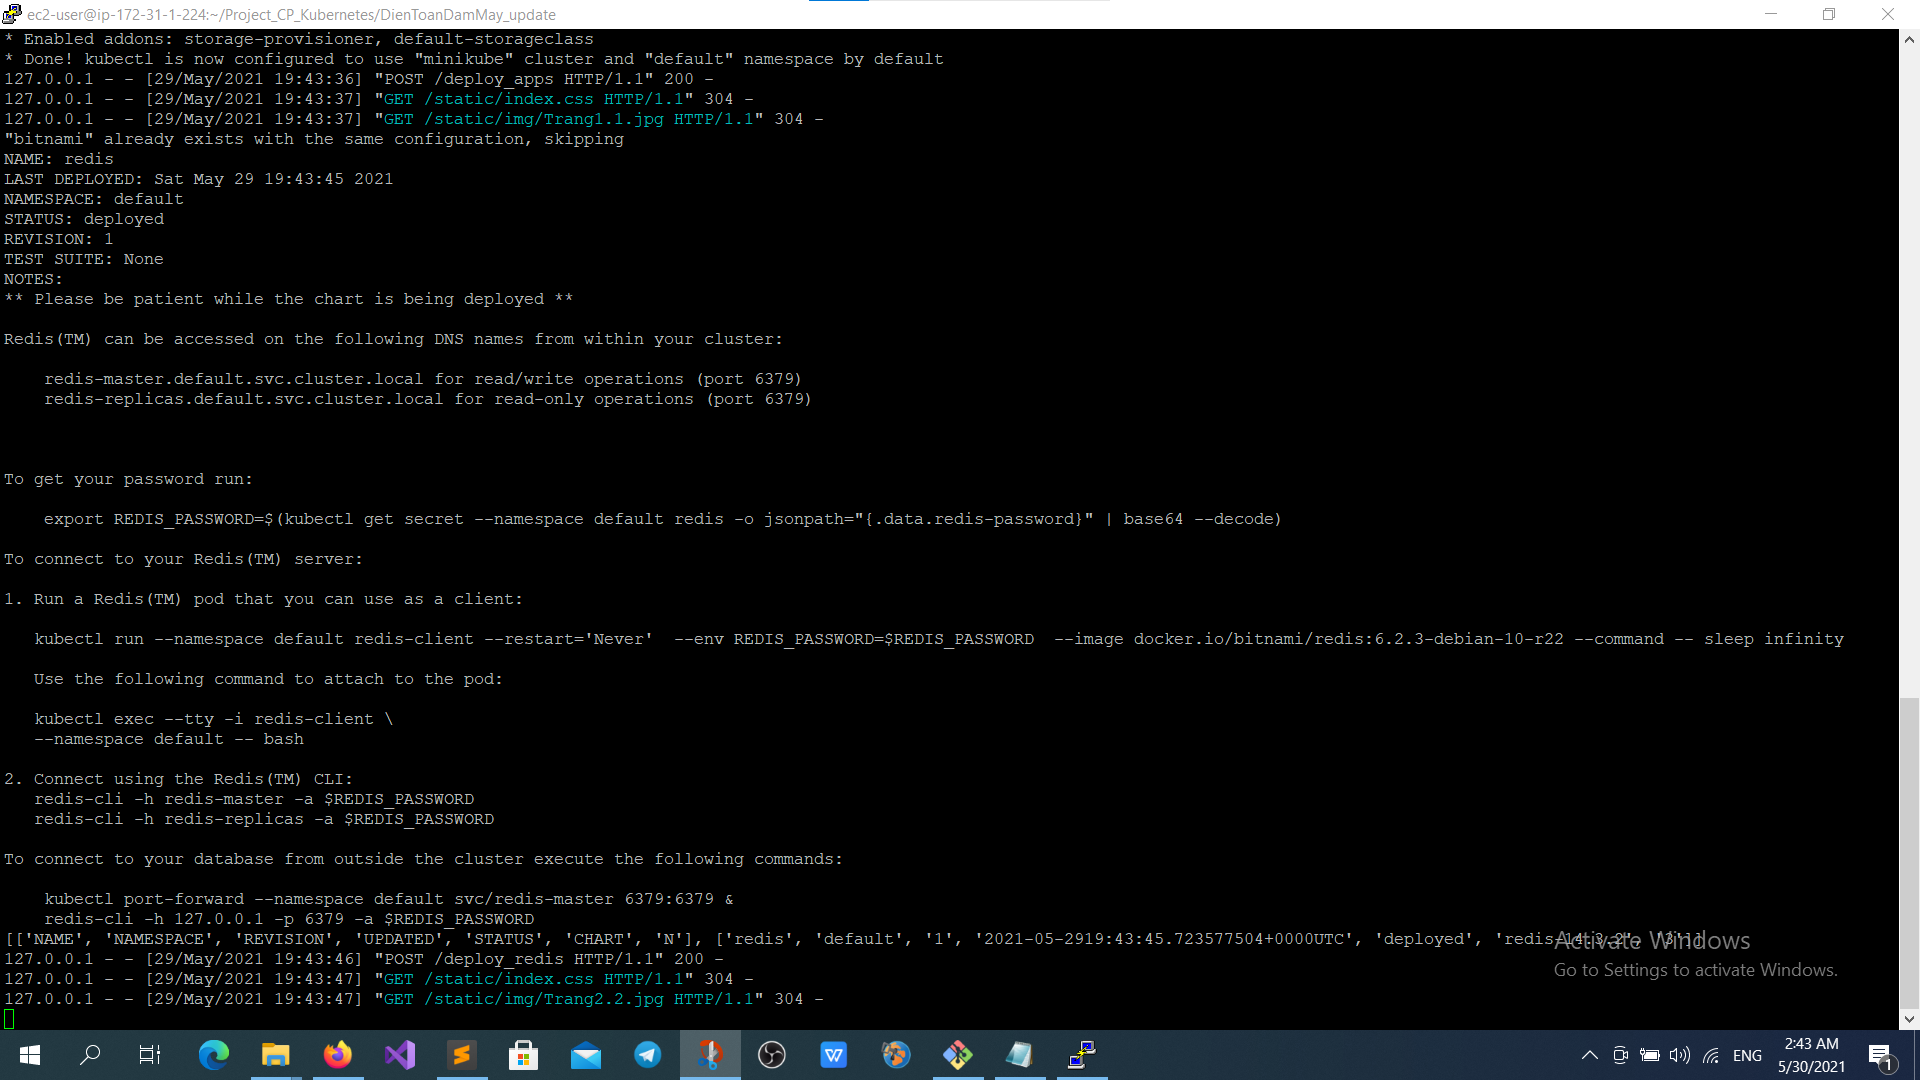 ec2-user@ip-172-31-1-224:~/Project_CP_Kubernetes/DienToanDamMay_update
* Enabled addons: storage-provisioner, default-storageclass
* Done! kubectl is now configured to use "minikube" cluster and "default" namespace by default
127.0.0.1 - - [29/May/2021 19:43:36] "POST /deploy_apps HTTP/1.1" 200 -
127.0.0.1 - - [29/May/2021 19:43:37] "GET /static/index.css HTTP/1.1" 304 -
127.0.0.1 - - [29/May/2021 19:43:37] "GET /static/img/Trang1.1.jpg HTTP/1.1" 304 -
"bitnami" already exists with the same configuration, skipping
NAME: redis
LAST DEPLOYED: Sat May 29 19:43:45 2021
NAMESPACE: default
STATUS: deployed
REVISION: 1
TEST SUITE: None
NOTES:
** Please be patient while the chart is being deployed **
Redis(TM) can be accessed on the following DNS names from within your cluster:
redis-master.default.svc.cluster.local for read/write operations (port 6379)
redis-replicas.default.svc.cluster.local for read-only operations (port 6379)
To get your password run:
export REDIS_PASSWORD=$(kubectl get secret --namespace default redis -o jsonpath="{.data.redis-password}" | base64 --decode)
To connect to your Redis(TM) server:
1. Run a Redis(TM) pod that you can use as a client:
kubectl run --namespace default redis-client --restart='Never'  --env REDIS_PASSWORD=$REDIS_PASSWORD  --image docker.io/bitnami/redis:6.2.3-debian-10-r22 --command -- sleep infinity
Use the following command to attach to the pod:
kubectl exec --tty -i redis-client \
--namespace default -- bash
2. Connect using the Redis(TM) CLI:
redis-cli -h redis-master -a $REDIS_PASSWORD
redis-cli -h redis-replicas -a $REDIS_PASSWORD
To connect to your database from outside the cluster execute the following commands:
kubectl port-forward --namespace default svc/redis-master 6379:6379 &
redis-cli -h 127.0.0.1 -p 6379 -a $REDIS_PASSWORD
[['NAME', 'NAMESPACE', 'REVISION', 'UPDATED', 'STATUS', 'CHART', 'N'], ['redis', 'default', '1', '2021-05-2919:43:45.723577504+0000UTC', 'deployed', 'redis-14.3.2', '3']]
127.0.0.1 - - [29/May/2021 19:43:46] "POST /deploy_redis HTTP/1.1" 200 -
127.0.0.1 - - [29/May/2021 19:43:47] "GET /static/index.css HTTP/1.1" 304 -
127.0.0.1 - - [29/May/2021 19:43:47] "GET /static/img/Trang2.2.jpg HTTP/1.1" 304 -
Activate Windows
Go to Settings to activate Windows.
ENG
2:43 AM
5/30/2021
1